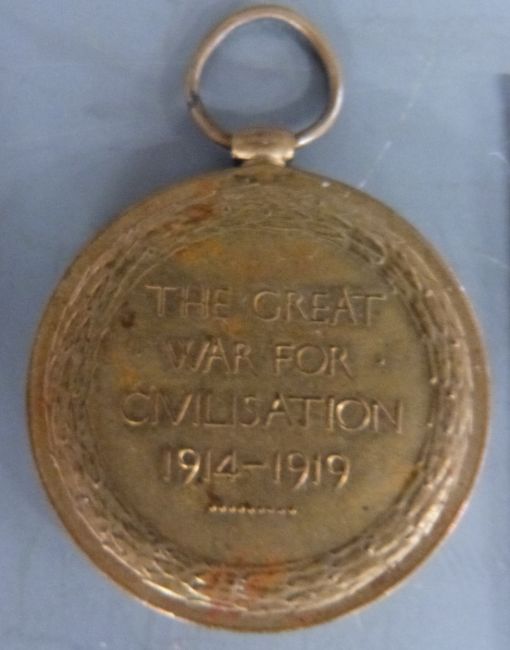 THE GREAT
WAR FOR
CIVILISATION
1914-1919